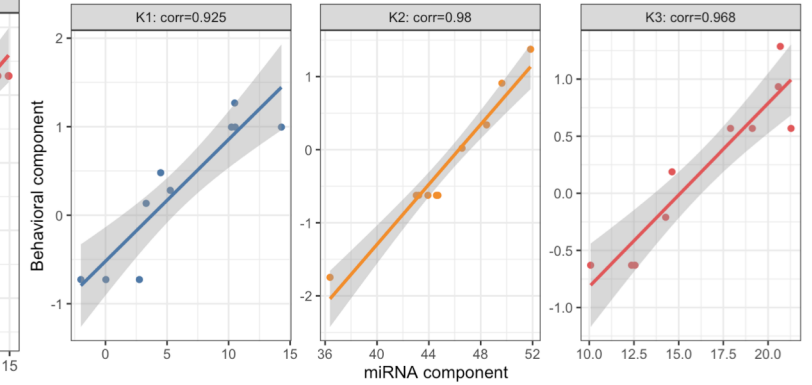 K1: corr=0.925
K2: corr=0.98
K3: corr=0.968
Behavioral component
2
1
0
-1
1
0
-1
-2
1.0
0.5
0.0
-0.5
-1.0
15
0 5 10 15
36 40 44 48 52
10.0 12.5 15.0 17.5 20.0
miRNA component